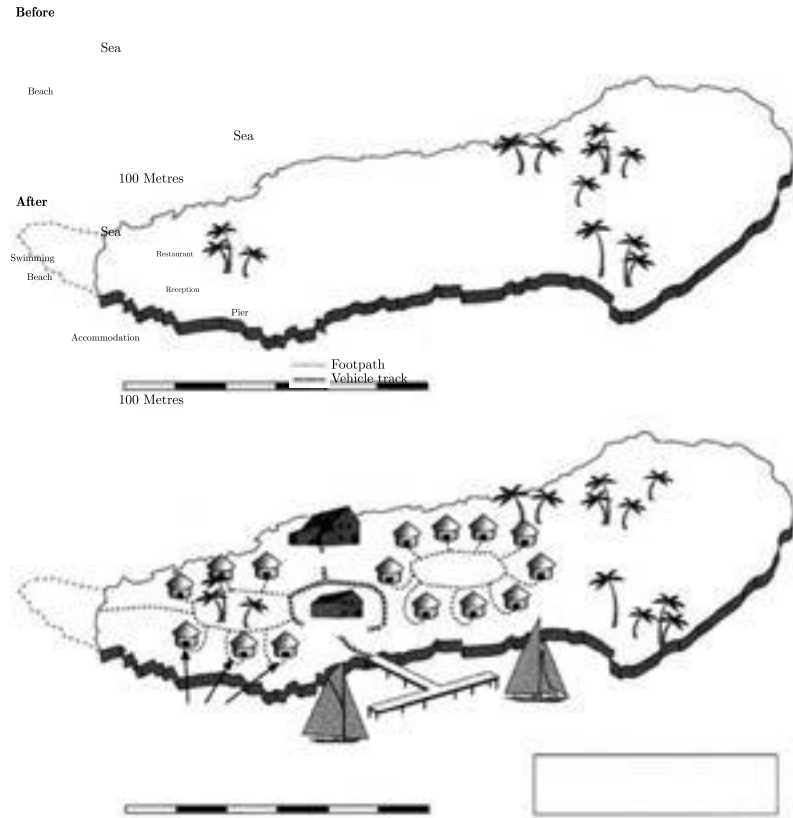 Before
Sea
Beach
Sea
100 Metres
After
Sea
Restaurant
Swimming
Beach
Reception
Pier
Accommodation
Footpath
Vehicle track
100 Metres